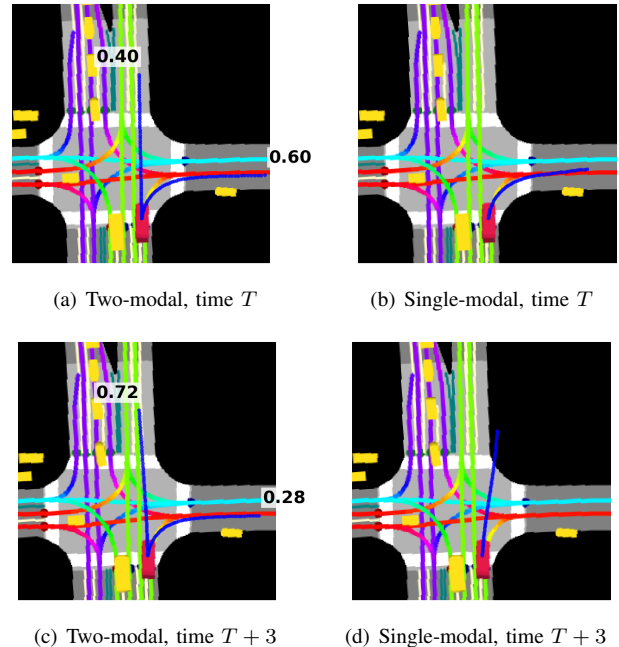 0.40
0.60
(a) Two-modal, time T
(b) Single-modal, time T
0.72
0.28
(c) Two-modal, time T + 3
(d) Single-modal, time T + 3